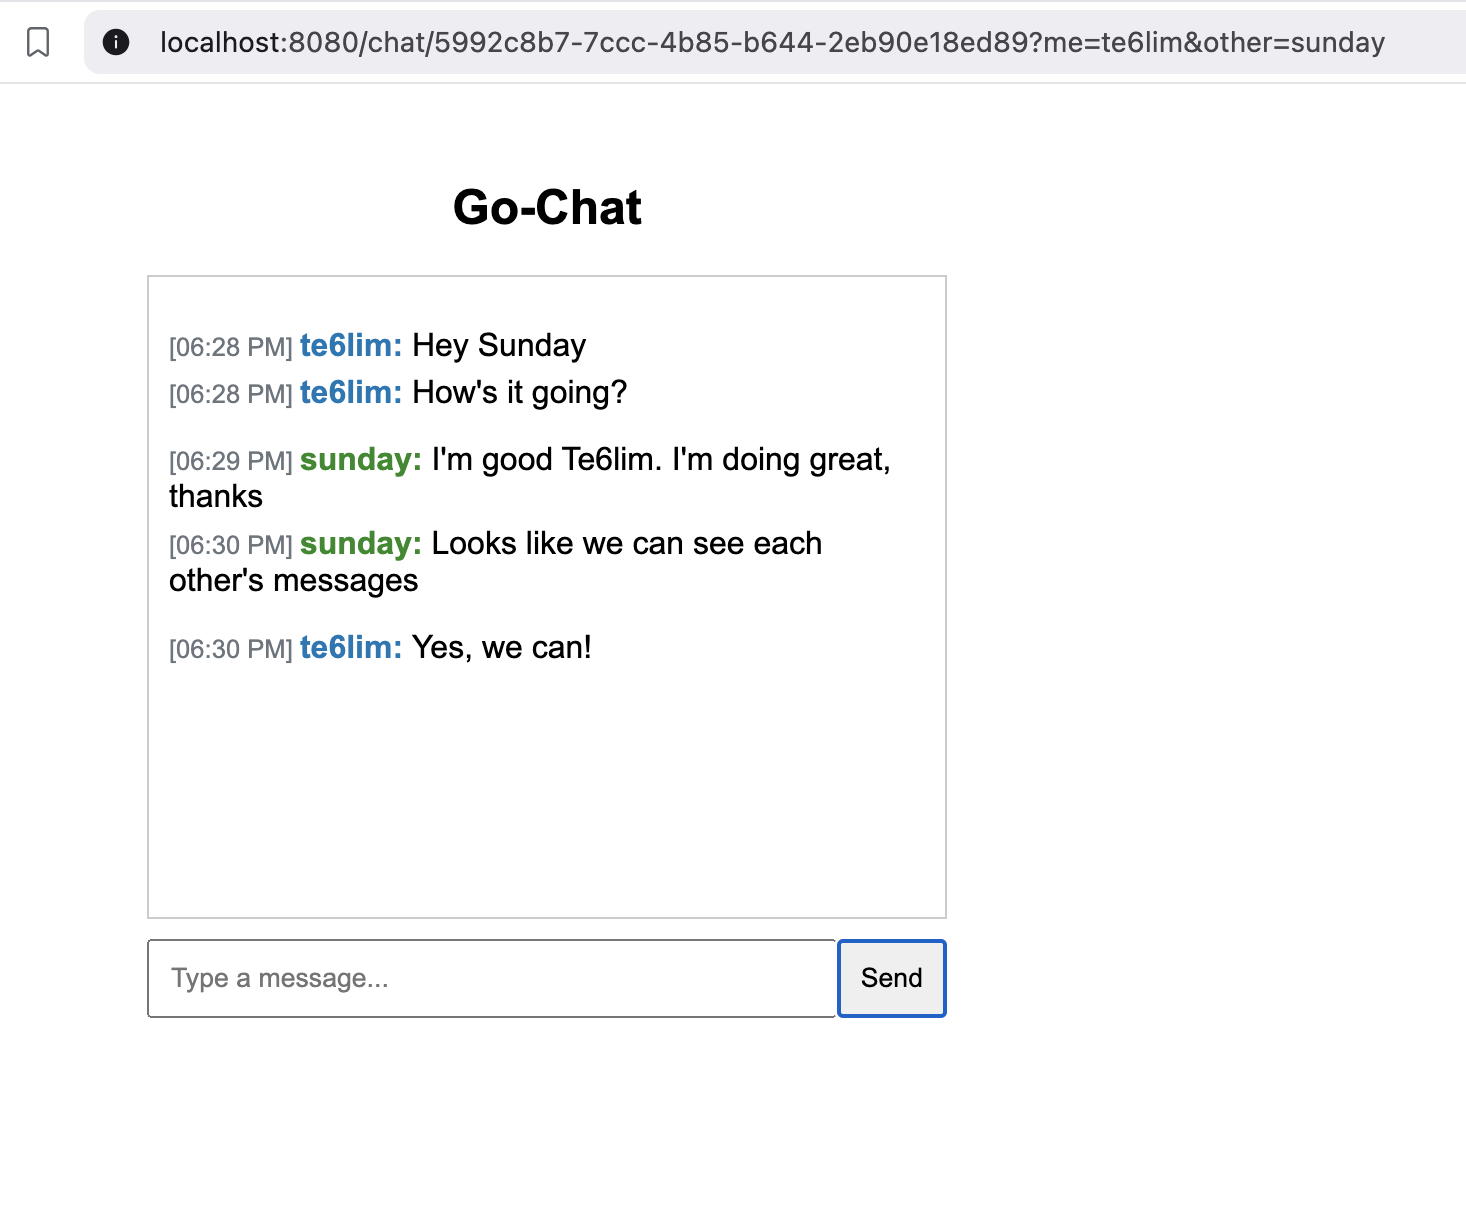 localhost:8080/chat/5992c8b7-7ccc-4b85-b644-2eb90e18ed89?me=te6lim&other=sunday
Go-Chat
[06:28 PM] te6lim: Hey Sunday
[06:28 PM] te6lim: How's it going?
[06:29 PM] sunday: I'm good Te6lim. I'm doing great,
thanks
[06:30 PM] sunday: Looks like we can see each
other's messages
[06:30 PM] te6lim: Yes, we can!
Type a message...
Send